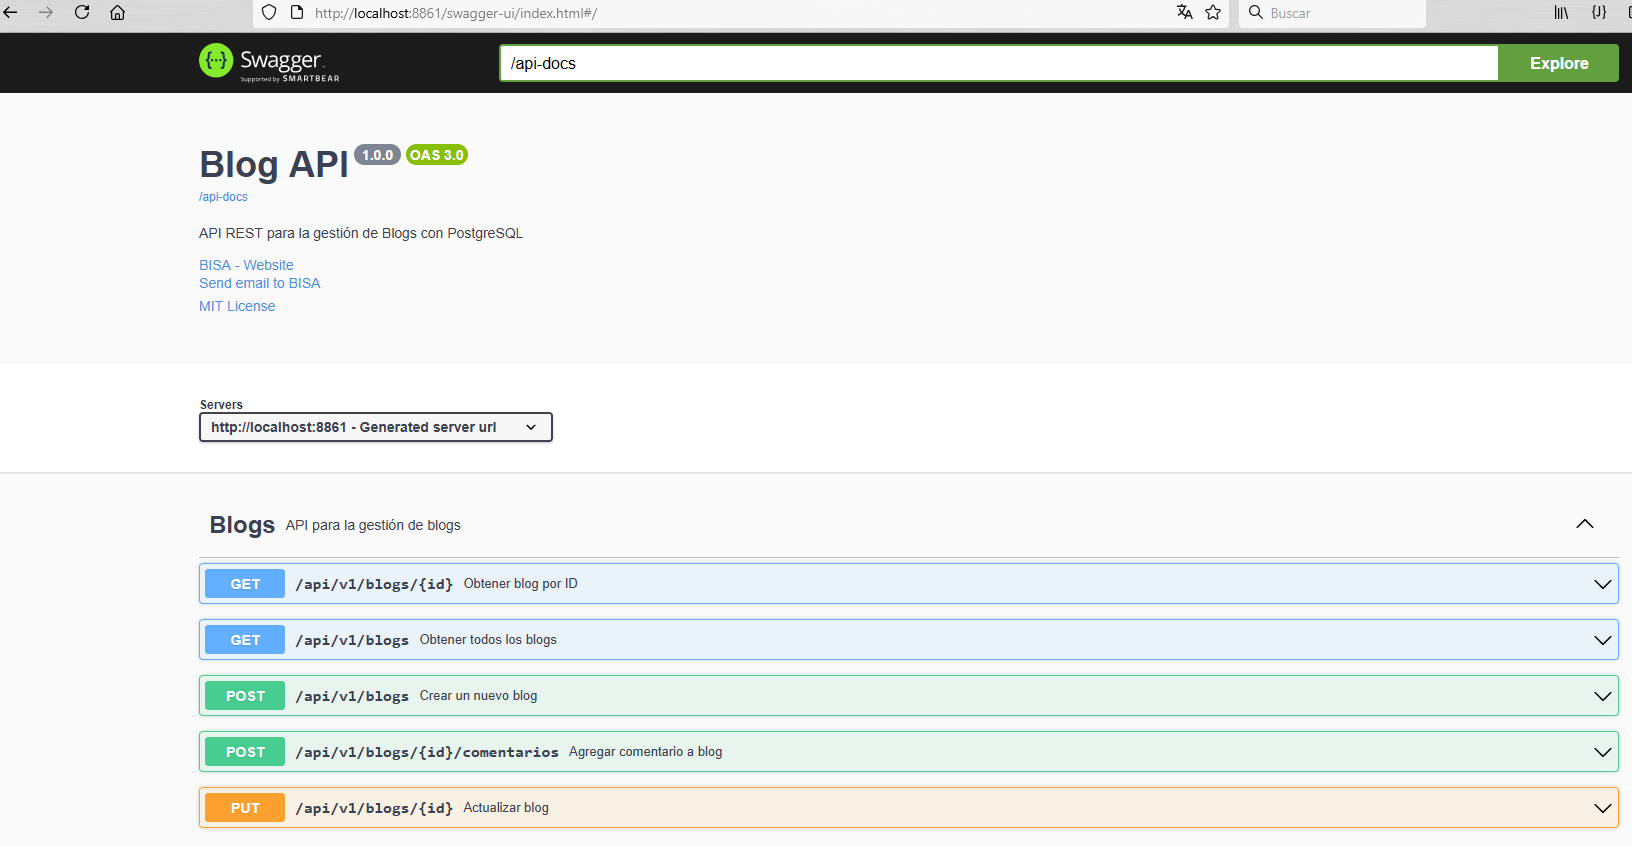 http://localhost:8861/swagger-ui/index.html#/
Buscar
Swagger
Supported by SMARTBEAR
/api-docs
Explore
Blog API 1.0.0 OAS 3.0
/api-docs
API REST para la gestión de Blogs con PostgreSQL
BISA - Website
Send email to BISA
MIT License
Servers
http://localhost:8861 - Generated server url
Blogs API para la gestión de blogs
GET /api/v1/blogs/{id} Obtener blog por ID
GET /api/v1/blogs Obtener todos los blogs
POST /api/v1/blogs Crear un nuevo blog
POST /api/v1/blogs/{id}/comentarios Agregar comentario a blog
PUT /api/v1/blogs/{id} Actualizar blog